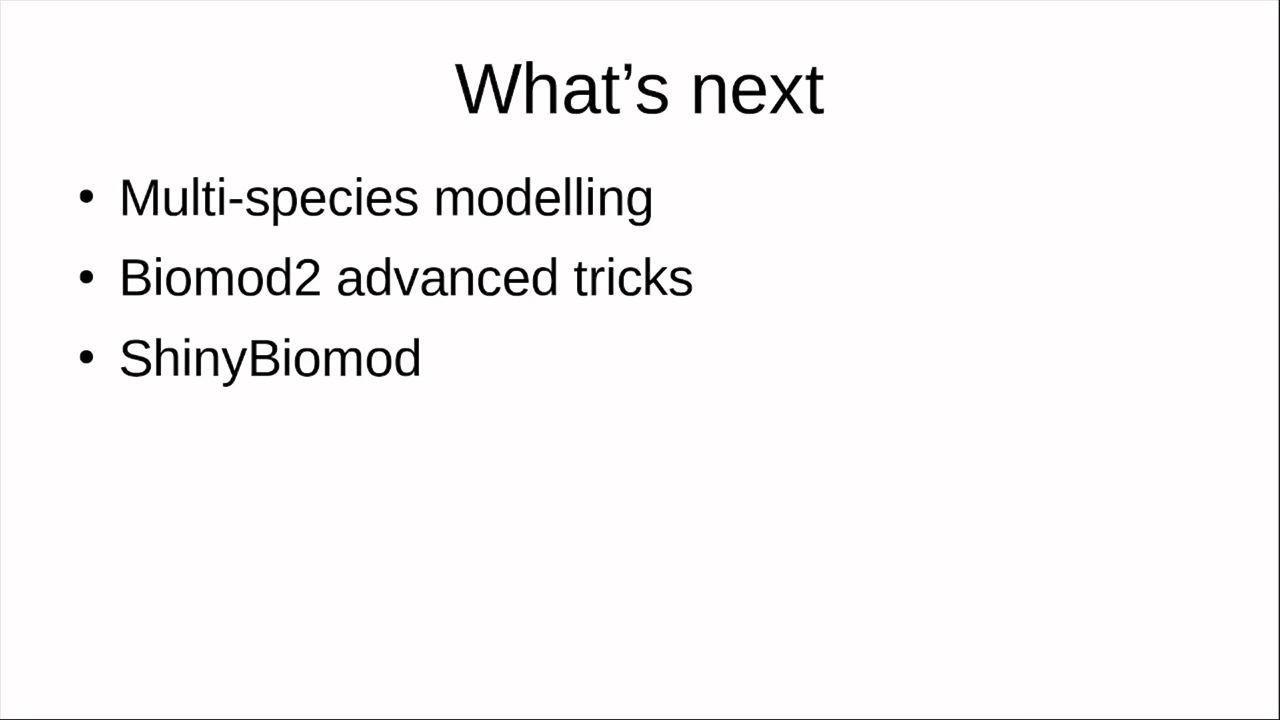 What’s next
• Multi-species modelling
• Biomod2 advanced tricks
• ShinyBiomod